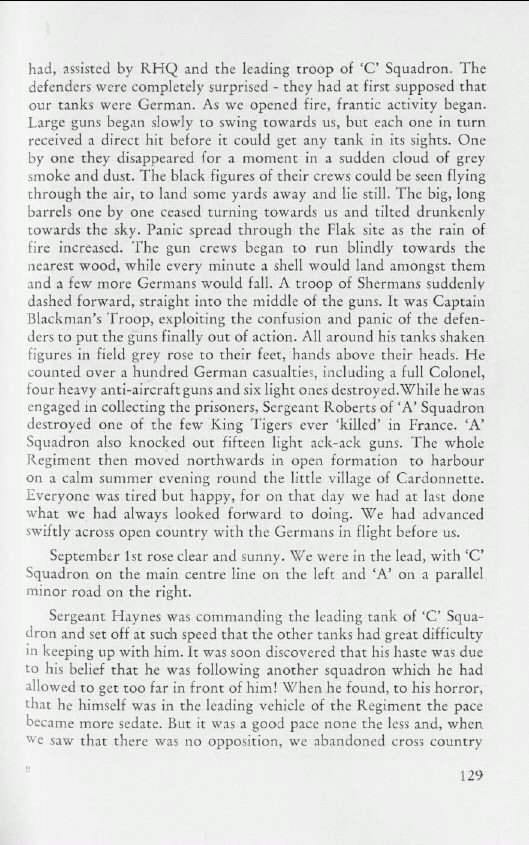 had, assisted by RHQ and the leading troop of ‘C’ Squadron. The
defenders were completely surprised - they had at first supposed that
our tanks were German. As we opened fire, frantic activity began.
Large guns began slowly to swing towards us, but each one in turn
received a direct hit before it could get any tank in its sights. One
by one they disappeared for a moment in a sudden cloud of grey
smoke and dust. The black figures of their crews could be seen flying
through the air, to land some yards away and lie still. The big, long
barrels one by one ceased turning towards us and tilted drunkenly
towards the sky. Panic spread through the Flak site as the rain of
fire increased. The gun crews began to run blindly towards the
nearest wood, while every minute a shell would land amongst them
and a few more Germans would fall. A troop of Shermans suddenly
dashed forward, straight into the middle of the guns. It was Captain
Blackman’s Troop, exploiting the confusion and panic of the defen-
ders to put the guns finally out of action. All around his tanks shaken
figures in field grey rose to their feet, hands above their heads. He
counted over a hundred German casualties, including a full Colonel,
four heavy anti-aircraft guns and six light ones destroyed.While he was
engaged in collecting the prisoners, Sergeant Roberts of ‘A’ Squadron
destroyed one of the few King Tigers ever ‘killed’ in France. ‘A’
Squadron also knocked out fifteen light ack-ack guns. The whole
Regiment then moved northwards in open formation to harbour
on a calm summer evening round the little village of Cardonnette.
Everyone was tired but happy, for on that day we had at last done
what we had always looked forward to doing. We had advanced
swiftly across open country with the Germans in flight before us.
September 1st rose clear and sunny. We were in the lead, with ‘C’
Squadron on the main centre line on the left and ‘A’ on a parallel
minor road on the right.
Sergeant Haynes was commanding the leading tank of ‘C’ Squa-
dron and set off at such speed that the other tanks had great difficulty
in keeping up with him. It was soon discovered that his haste was due
to his belief that he was following another squadron which he had
allowed to get too far in front of him! When he found, to his horror,
that he himself was in the leading vehicle of the Regiment the pace
became more sedate. But it was a good pace none the less and, when
we saw that there was no opposition, we abandoned cross country
9
129